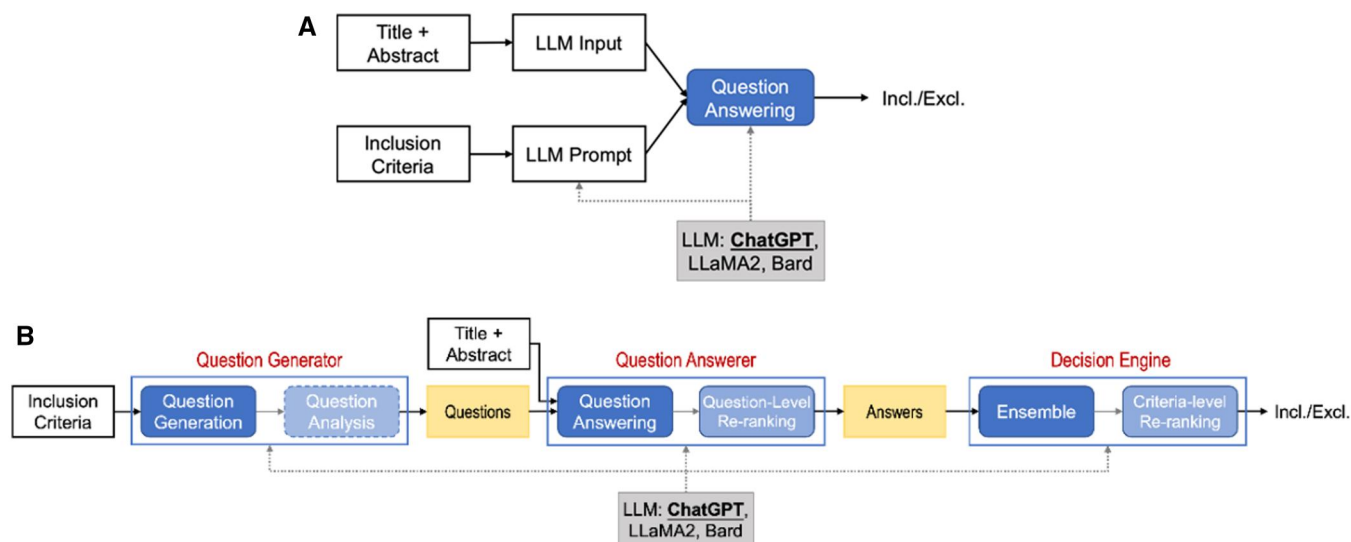 A
Title +
Abstract
LLM Input
Question
Answering
Incl./Excl.
Inclusion
Criteria
LLM Prompt
LLM: ChatGPT,
LLaMA2, Bard
B
Title +
Abstract
Question Generator
Question Answerer
Decision Engine
Inclusion
Criteria
Question
Generation
Question
Analysis
Questions
Question
Answering
Question-Level
Re-ranking
Answers
Ensemble
Criteria-level
Re-ranking
Incl./Excl.
LLM: ChatGPT,
LLaMA2, Bard